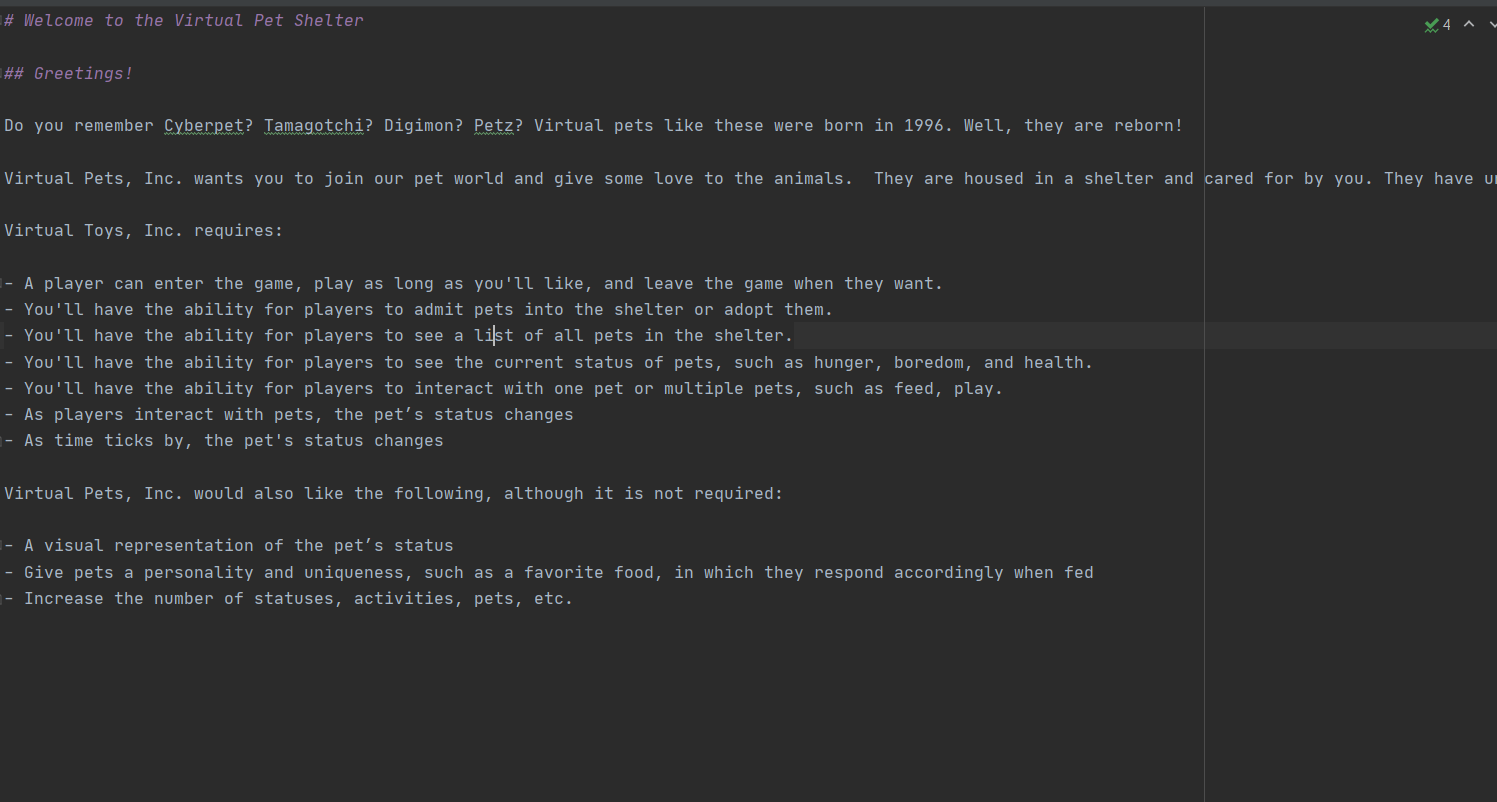 # Welcome to the Virtual Pet Shelter
4
## Greetings!
Do you remember Cyberpet? Tamagotchi? Digimon? Petz? Virtual pets like these were born in 1996. Well, they are reborn!
Virtual Pets, Inc. wants you to join our pet world and give some love to the animals.  They are housed in a shelter and cared for by you. They have
Virtual Toys, Inc. requires:
- A player can enter the game, play as long as you'll like, and leave the game when they want.
- You'll have the ability for players to admit pets into the shelter or adopt them.
- You'll have the ability for players to see a list of all pets in the shelter.
- You'll have the ability for players to see the current status of pets, such as hunger, boredom, and health.
- You'll have the ability for players to interact with one pet or multiple pets, such as feed, play.
- As players interact with pets, the pet’s status changes
- As time ticks by, the pet's status changes
Virtual Pets, Inc. would also like the following, although it is not required:
- A visual representation of the pet’s status
- Give pets a personality and uniqueness, such as a favorite food, in which they respond accordingly when fed
- Increase the number of statuses, activities, pets, etc.